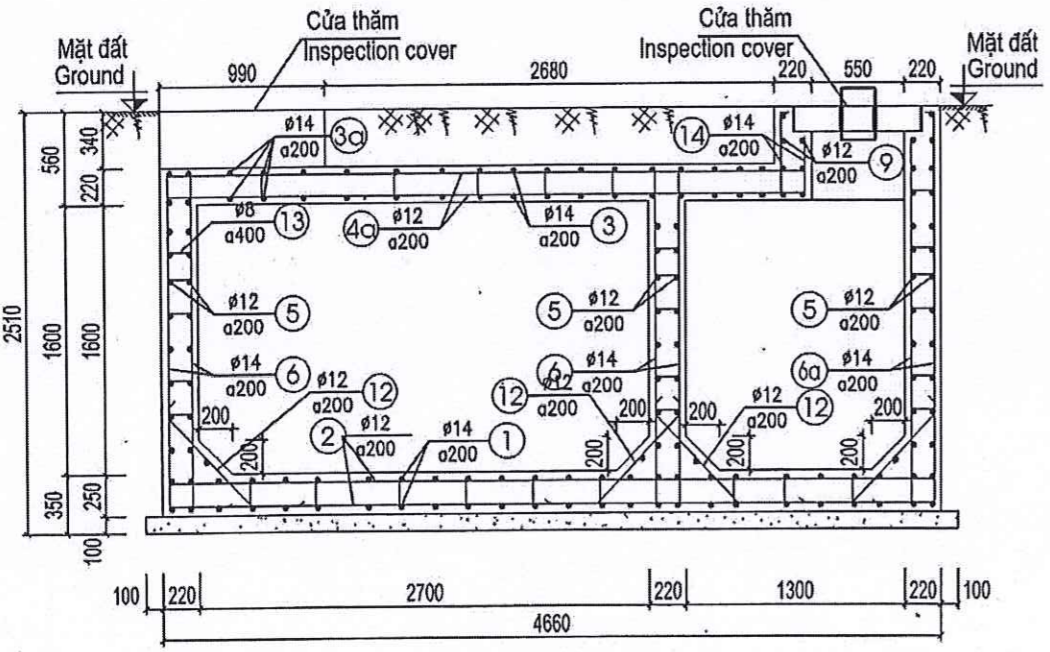 Cửa thăm
Inspection cover
Cửa thăm
Inspection cover
Mặt đất
Ground
Mặt đất
Ground
990
2680
220
550
220
ø14
a200
3a
14
ø14
a200
ø12
a200
9
560
340
220
ø8
a400
13
4a
ø12
a200
ø14
a200
3
2510
1600
1600
ø12
a200
5
5
ø12
a200
5
ø12
a200
ø14
a200
6
6
ø14
a200
6a
ø14
a200
ø12
a200
12
12
ø12
a200
ø12
a200
12
200
200
200
200
2
ø12
a200
ø14
a200
1
200
200
200
200
350
250
100
100
220
2700
220
1300
220
100
4660